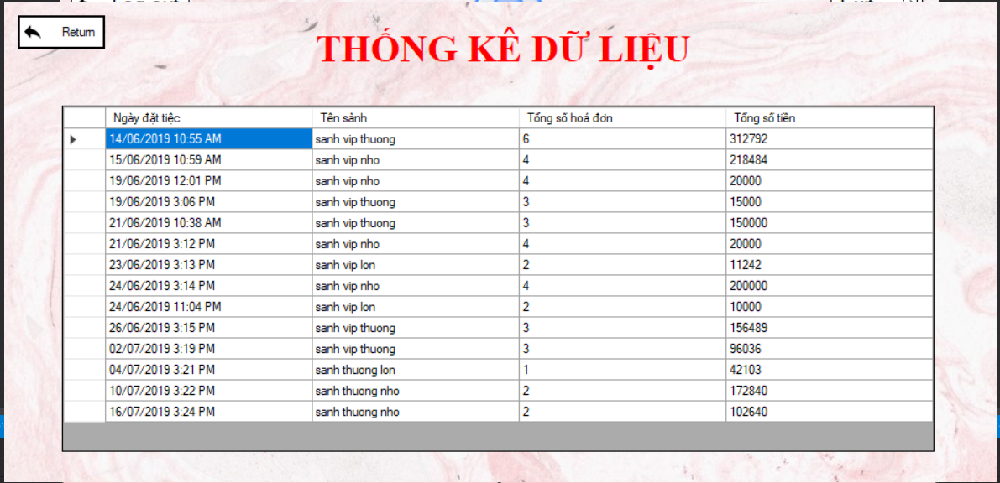 Return
THỐNG KÊ DỮ LIỆU
Ngày đặt tiệc Tên sảnh Tổng số hoá đơn Tổng số tiền
14/06/2019 10:55 AM sanh vip thuong 6 312792
15/06/2019 10:59 AM sanh vip nho 4 218484
19/06/2019 12:01 PM sanh vip nho 4 20000
19/06/2019 3:06 PM sanh vip thuong 3 15000
21/06/2019 10:38 AM sanh vip thuong 3 150000
21/06/2019 3:12 PM sanh vip nho 4 20000
23/06/2019 3:13 PM sanh vip lon 2 11242
24/06/2019 3:14 PM sanh vip nho 4 200000
24/06/2019 11:04 PM sanh vip lon 2 10000
26/06/2019 3:15 PM sanh vip thuong 3 156489
02/07/2019 3:19 PM sanh vip thuong 3 96036
04/07/2019 3:21 PM sanh thuong lon 1 42103
10/07/2019 3:22 PM sanh thuong nho 2 172840
16/07/2019 3:24 PM sanh thuong nho 2 102640